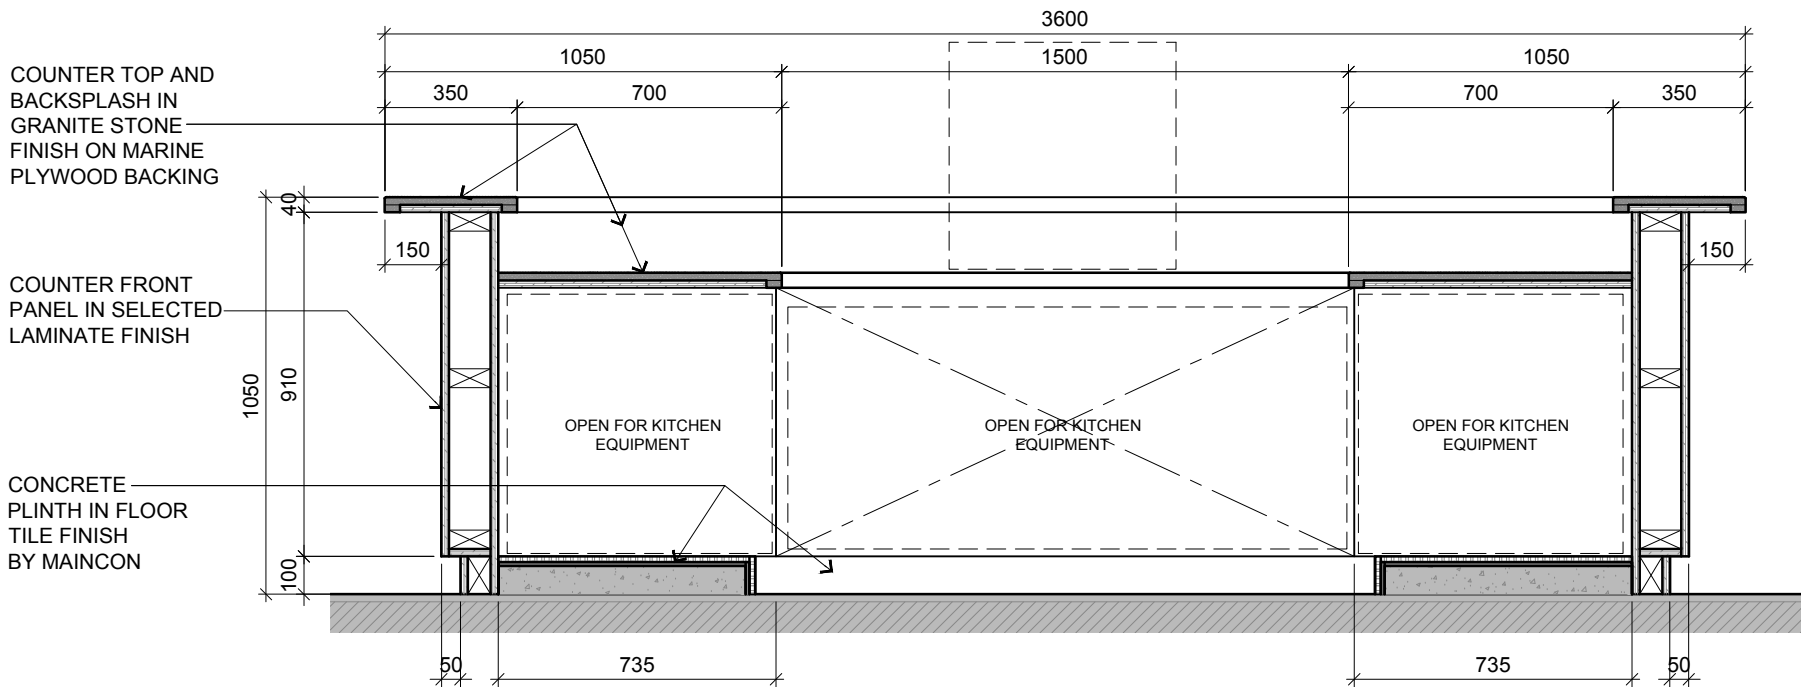 3600
1050
1500
1050
350
700
700
350
COUNTER TOP AND
BACKSPLASH IN
GRANITE STONE
FINISH ON MARINE
PLYWOOD BACKING
40
150
150
COUNTER FRONT
PANEL IN SELECTED
LAMINATE FINISH
1050
910
OPEN FOR KITCHEN
EQUIPMENT
OPEN FOR KITCHEN
EQUIPMENT
OPEN FOR KITCHEN
EQUIPMENT
CONCRETE
PLINTH IN FLOOR
TILE FINISH
BY MAINCON
100
50
735
735
50